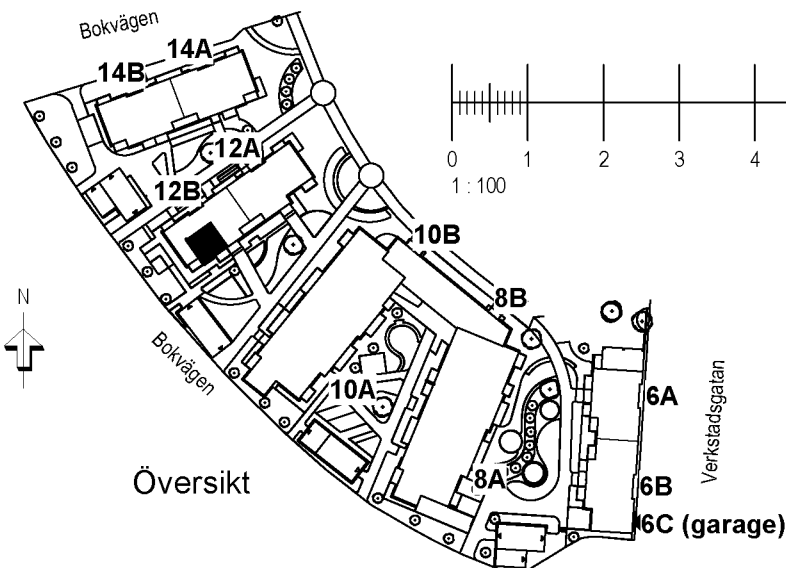 Bokvägen
14A
14B
12A
12B
0 1 2 3 4
1 : 100
10B
8B
N
Bokvägen
10A
6A
Verkstadsgatan
8A
6B
Översikt
6C (garage)